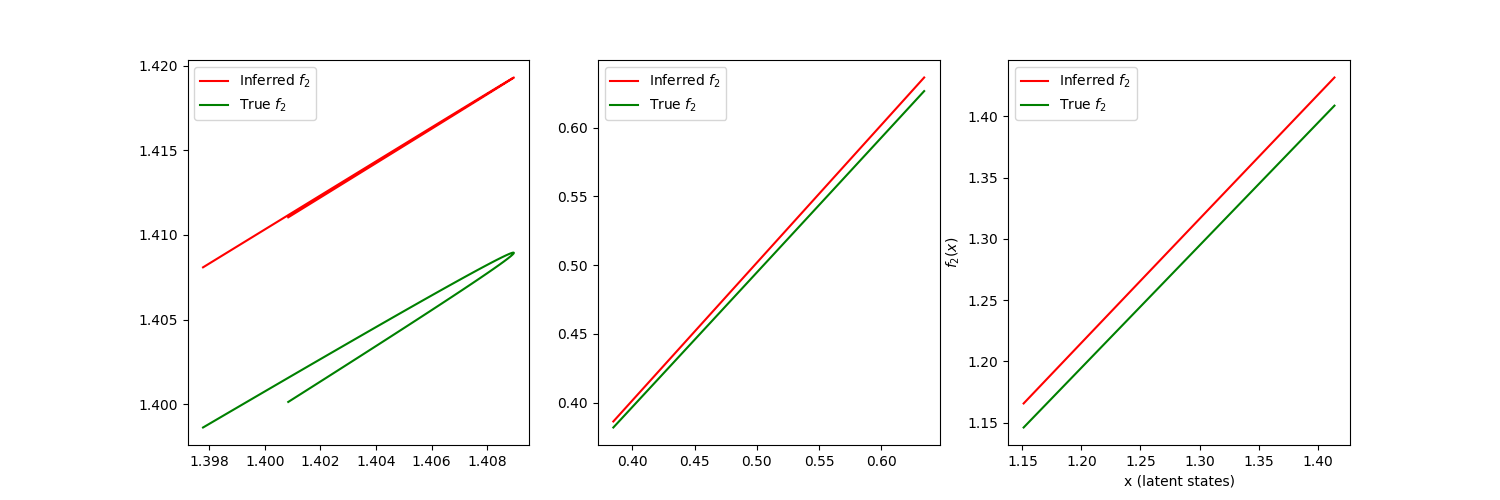 Inferred f₂
True f₂
1.420
1.415
1.410
1.405
1.400
1.398 1.400 1.402 1.404 1.406 1.408
Inferred f₂
True f₂
0.60
0.55
0.50
0.45
0.40
0.40 0.45 0.50 0.55 0.60
Inferred f₂
True f₂
f₂(x)
1.40
1.35
1.30
1.25
1.20
1.15
1.15 1.20 1.25 1.30 1.35 1.40
x (latent states)